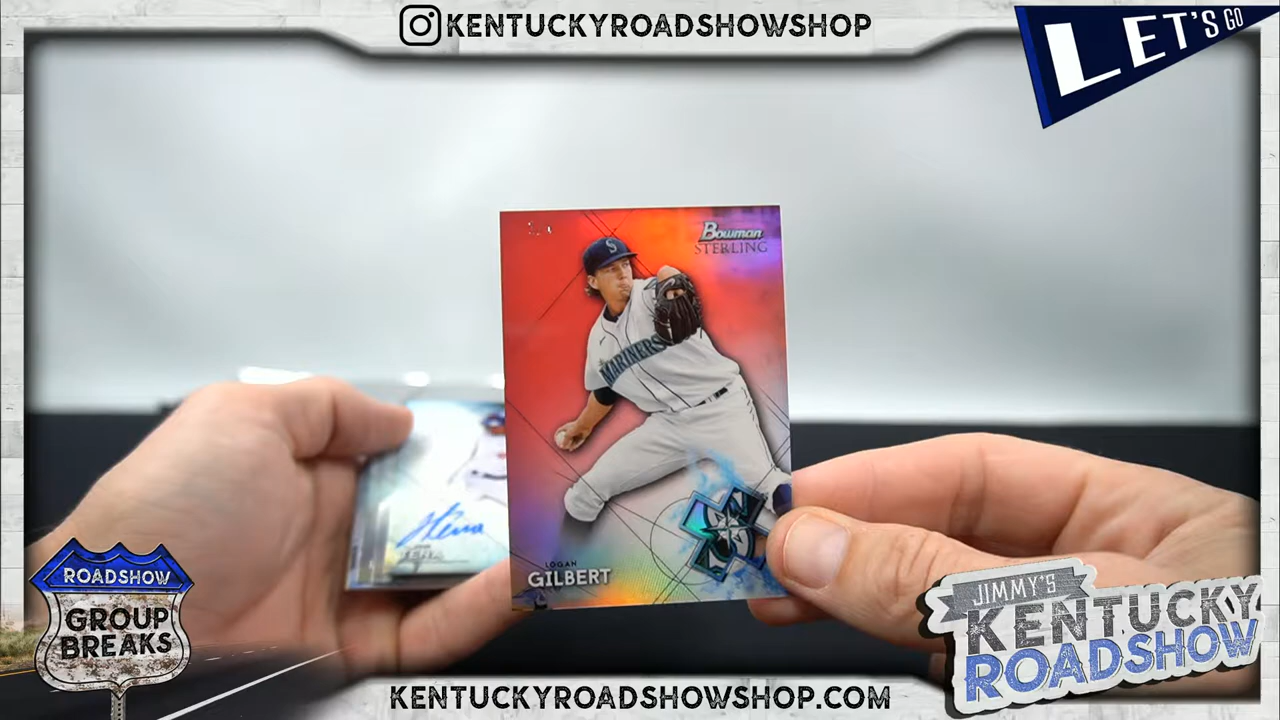 KENTUCKYROADSHOWSHOP
LET'S GO
Bowman
STERLING
S
MARINERS
LOGAN
GILBERT
ROADSHOW
GROUP
BREAKS
JIMMY'S
KENTUCKY
ROADSHOW
KENTUCKYROADSHOWSHOP.COM